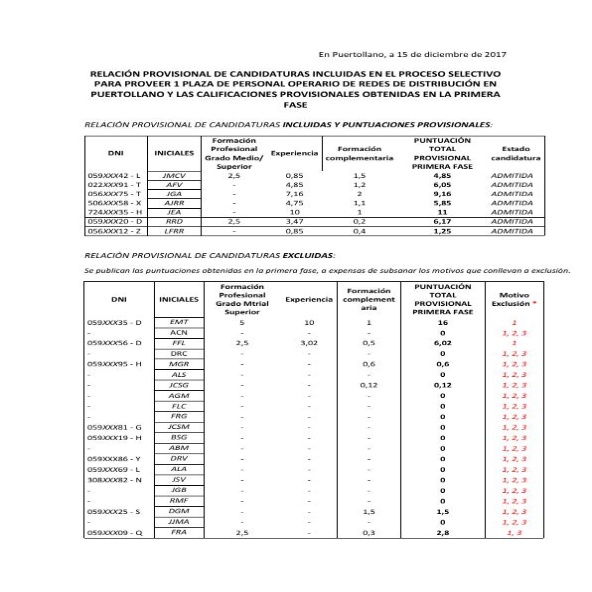 En Puertollano, a 15 de diciembre de 2017
RELACIÓN PROVISIONAL DE CANDIDATURAS INCLUIDAS EN EL PROCESO SELECTIVO
PARA PROVEER 1 PLAZA DE PERSONAL OPERARIO DE REDES DE DISTRIBUCIÓN EN
PUERTOLLANO Y LAS CALIFICACIONES PROVISIONALES OBTENIDAS EN LA PRIMERA
FASE
RELACIÓN PROVISIONAL DE CANDIDATURAS INCLUIDAS Y PUNTUACIONES PROVISIONALES:
DNI INICIALES Formación Profesional Grado Medio/ Superior Experiencia Formación complementaria PUNTUACIÓN TOTAL PROVISIONAL PRIMERA FASE Estado candidatura
059XXX42 - L JMCV 2,5 0,85 1,5 4,85 ADMITIDA
022XXX91 - T AFV - 4,85 1,2 6,05 ADMITIDA
056XXX75 - T JGA - 7,16 2 9,16 ADMITIDA
506XXX58 - X AJRR - 4,75 1,1 5,85 ADMITIDA
724XXX35 - H JEA - 10 1 11 ADMITIDA
059XXX20 - D RRD 2,5 3,47 0,2 6,17 ADMITIDA
056XXX12 - Z LFRR - 0,85 0,4 1,25 ADMITIDA
RELACIÓN PROVISIONAL DE CANDIDATURAS EXCLUIDAS:
Se publican las puntuaciones obtenidas en la primera fase, a expensas de subsanar los motivos que conllevan a exclusión.
DNI INICIALES Formación Profesional Grado Mtrial Superior Experiencia Formación complement aria PUNTUACIÓN TOTAL PROVISIONAL PRIMERA FASE Motivo Exclusión *
059XXX35 - D EMT 5 10 1 16 1
- ACN - - - 0 1, 2, 3
059XXX56 - D FFL 2,5 3,02 0,5 6,02 1
- DRC - - - 0 1, 2, 3
059XXX95 - H MGR - - 0,6 0,6 1, 2, 3
- ALS - - - 0 1, 2, 3
- JCSG - - 0,12 0,12 1, 2, 3
- AGM - - - 0 1, 2, 3
- FLC - - - 0 1, 2, 3
- FRG - - - 0 1, 2, 3
059XXX81 - G JCSM - - - 0 1, 2, 3
059XXX19 - H BSG - - - 0 1, 2, 3
- ABM - - - 0 1, 2, 3
059XXX86 - Y DRV - - - 0 1, 2, 3
059XXX69 - L ALA - - - 0 1, 2, 3
308XXX82 - N JSV - - - 0 1, 2, 3
- JGB - - - 0 1, 2, 3
- RMF - - - 0 1, 2, 3
059XXX25 - S DGM - - 1,5 1,5 1, 2, 3
- JJMA - - - 0 1, 2, 3
059XXX09 - Q FRA 2,5 - 0,3 2,8 1, 3